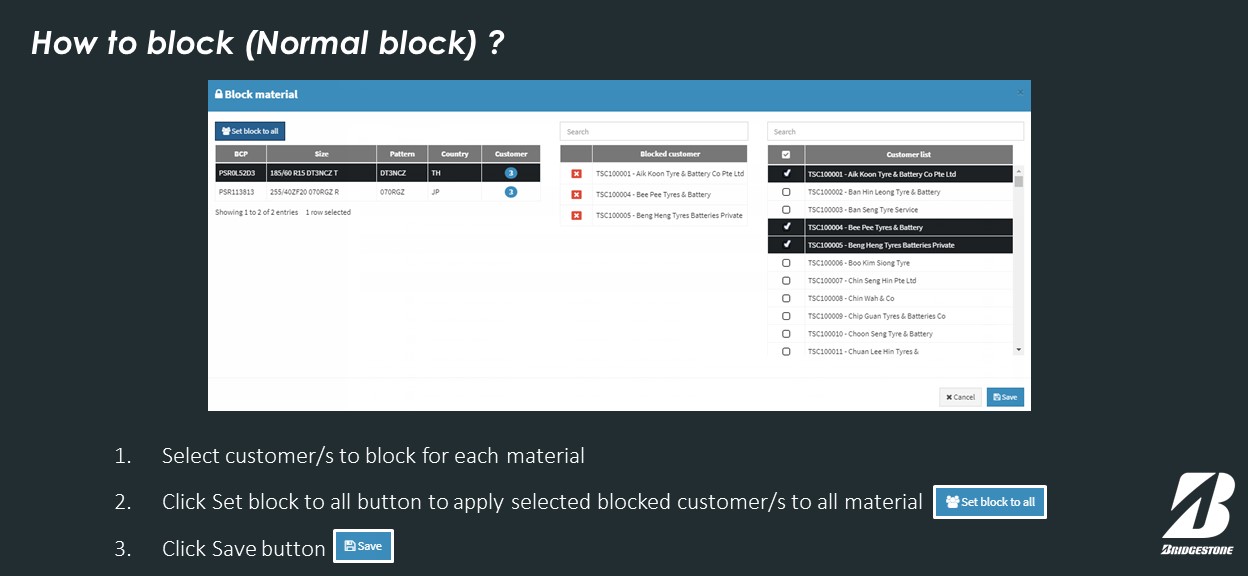 How to block (Normal block) ?
Block material
×
Set block to all
BCP Size Pattern Country Customer
PSR0L52D3 185/60 R15 DT3NCZ T DT3NCZ TH 3
PSR113813 255/40ZF20 070RGZ R 070RGZ JP 3
Showing 1 to 2 of 2 entries 1 row selected
Search
Blocked customer
TSC100001 - Aik Koon Tyre & Battery Co Pte Ltd
TSC100004 - Bee Pee Tyres & Battery
TSC100005 - Beng Heng Tyres Batteries Private
Search
Customer list
TSC100001 - Aik Koon Tyre & Battery Co Pte Ltd
TSC100002 - Ban Hin Leong Tyre & Battery
TSC100003 - Ban Seng Tyre Service
TSC100004 - Bee Pee Tyres & Battery
TSC100005 - Beng Heng Tyres Batteries Private
TSC100006 - Boo Kim Siong Tyre
TSC100007 - Chin Seng Hin Pte Ltd
TSC100008 - Chin Wah & Co
TSC100009 - Chip Guan Tyres & Batteries Co
TSC100010 - Choon Seng Tyre & Battery
TSC100011 - Chuan Lee Hin Tyres &
Cancel Save
1. Select customer/s to block for each material
2. Click Set block to all button to apply selected blocked customer/s to all material Set block to all
3. Click Save button Save
BRIDGESTONE